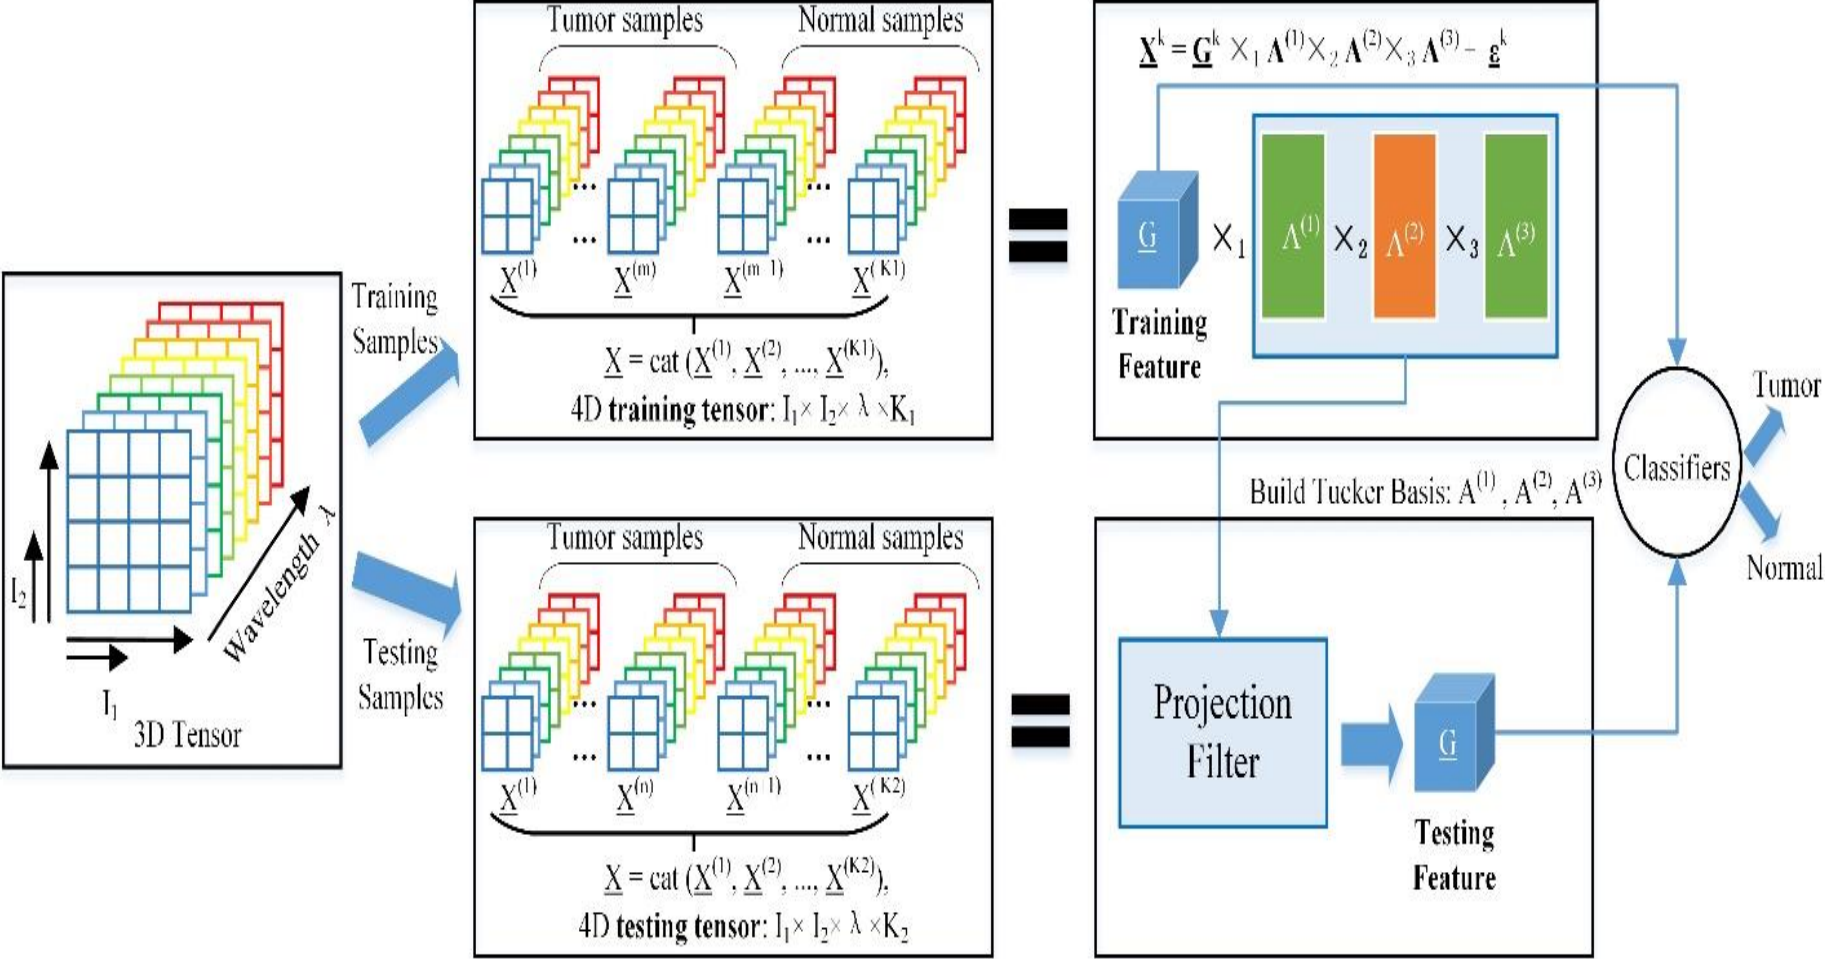 I₂
I₁
Wavelength λ
3D Tensor
Training
Samples
Testing
Samples
Tumor samples
Normal samples
...
...
...
...
X̲⁽¹⁾
X̲⁽ᵐ⁾
X̲⁽ᵐ ¹⁾
X̲⁽ᴷ¹⁾
X̲ = cat (X̲⁽¹⁾, X̲⁽²⁾, ..., X̲⁽ᴷ¹⁾),
4D training tensor: I₁× I₂× λ ×K₁
Tumor samples
Normal samples
...
...
...
...
X̲⁽¹⁾
X̲⁽ⁿ⁾
X̲⁽ⁿ ¹⁾
X̲⁽ᴷ²⁾
X̲ = cat (X̲⁽¹⁾, X̲⁽²⁾, ..., X̲⁽ᴷ²⁾),
4D testing tensor: I₁× I₂× λ ×K₂
=
=
X̲ᵏ = G̲ᵏ ×₁ Λ⁽¹⁾×₂ Λ⁽²⁾×₃ Λ⁽³⁾– ε̲ᵏ
G̲ ×₁ Λ⁽¹⁾ ×₂ Λ⁽²⁾ ×₃ Λ⁽³⁾
Training
Feature
Build Tucker Basis: A⁽¹⁾, A⁽²⁾, A⁽³⁾
Projection
Filter
G̲
Testing
Feature
Classifiers
Tumor
Normal